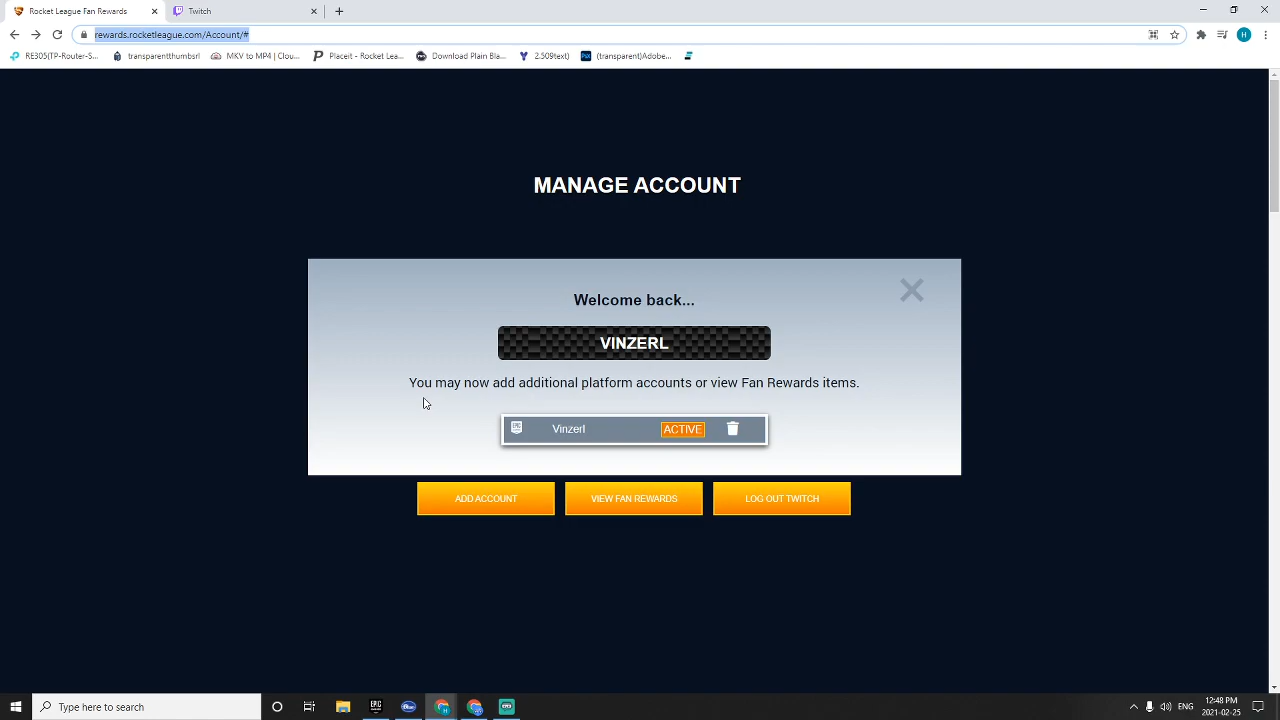 Rocket League Fan Rewards
Twitch
rewards.rocketleague.com/Account/#
H
RE305(TP-Router-S...
transparentthumbsrl
MKV to MP4 | Clou...
Placeit - Rocket Lea...
Download Plain Bla...
2.509text)
(transparent)Adobe...
MANAGE ACCOUNT
Welcome back...
VINZERL
You may now add additional platform accounts or view Fan Rewards items.
Vinzerl
ACTIVE
ADD ACCOUNT
VIEW FAN REWARDS
LOG OUT TWITCH
Type here to search
ENG
12:48 PM
2021-02-25